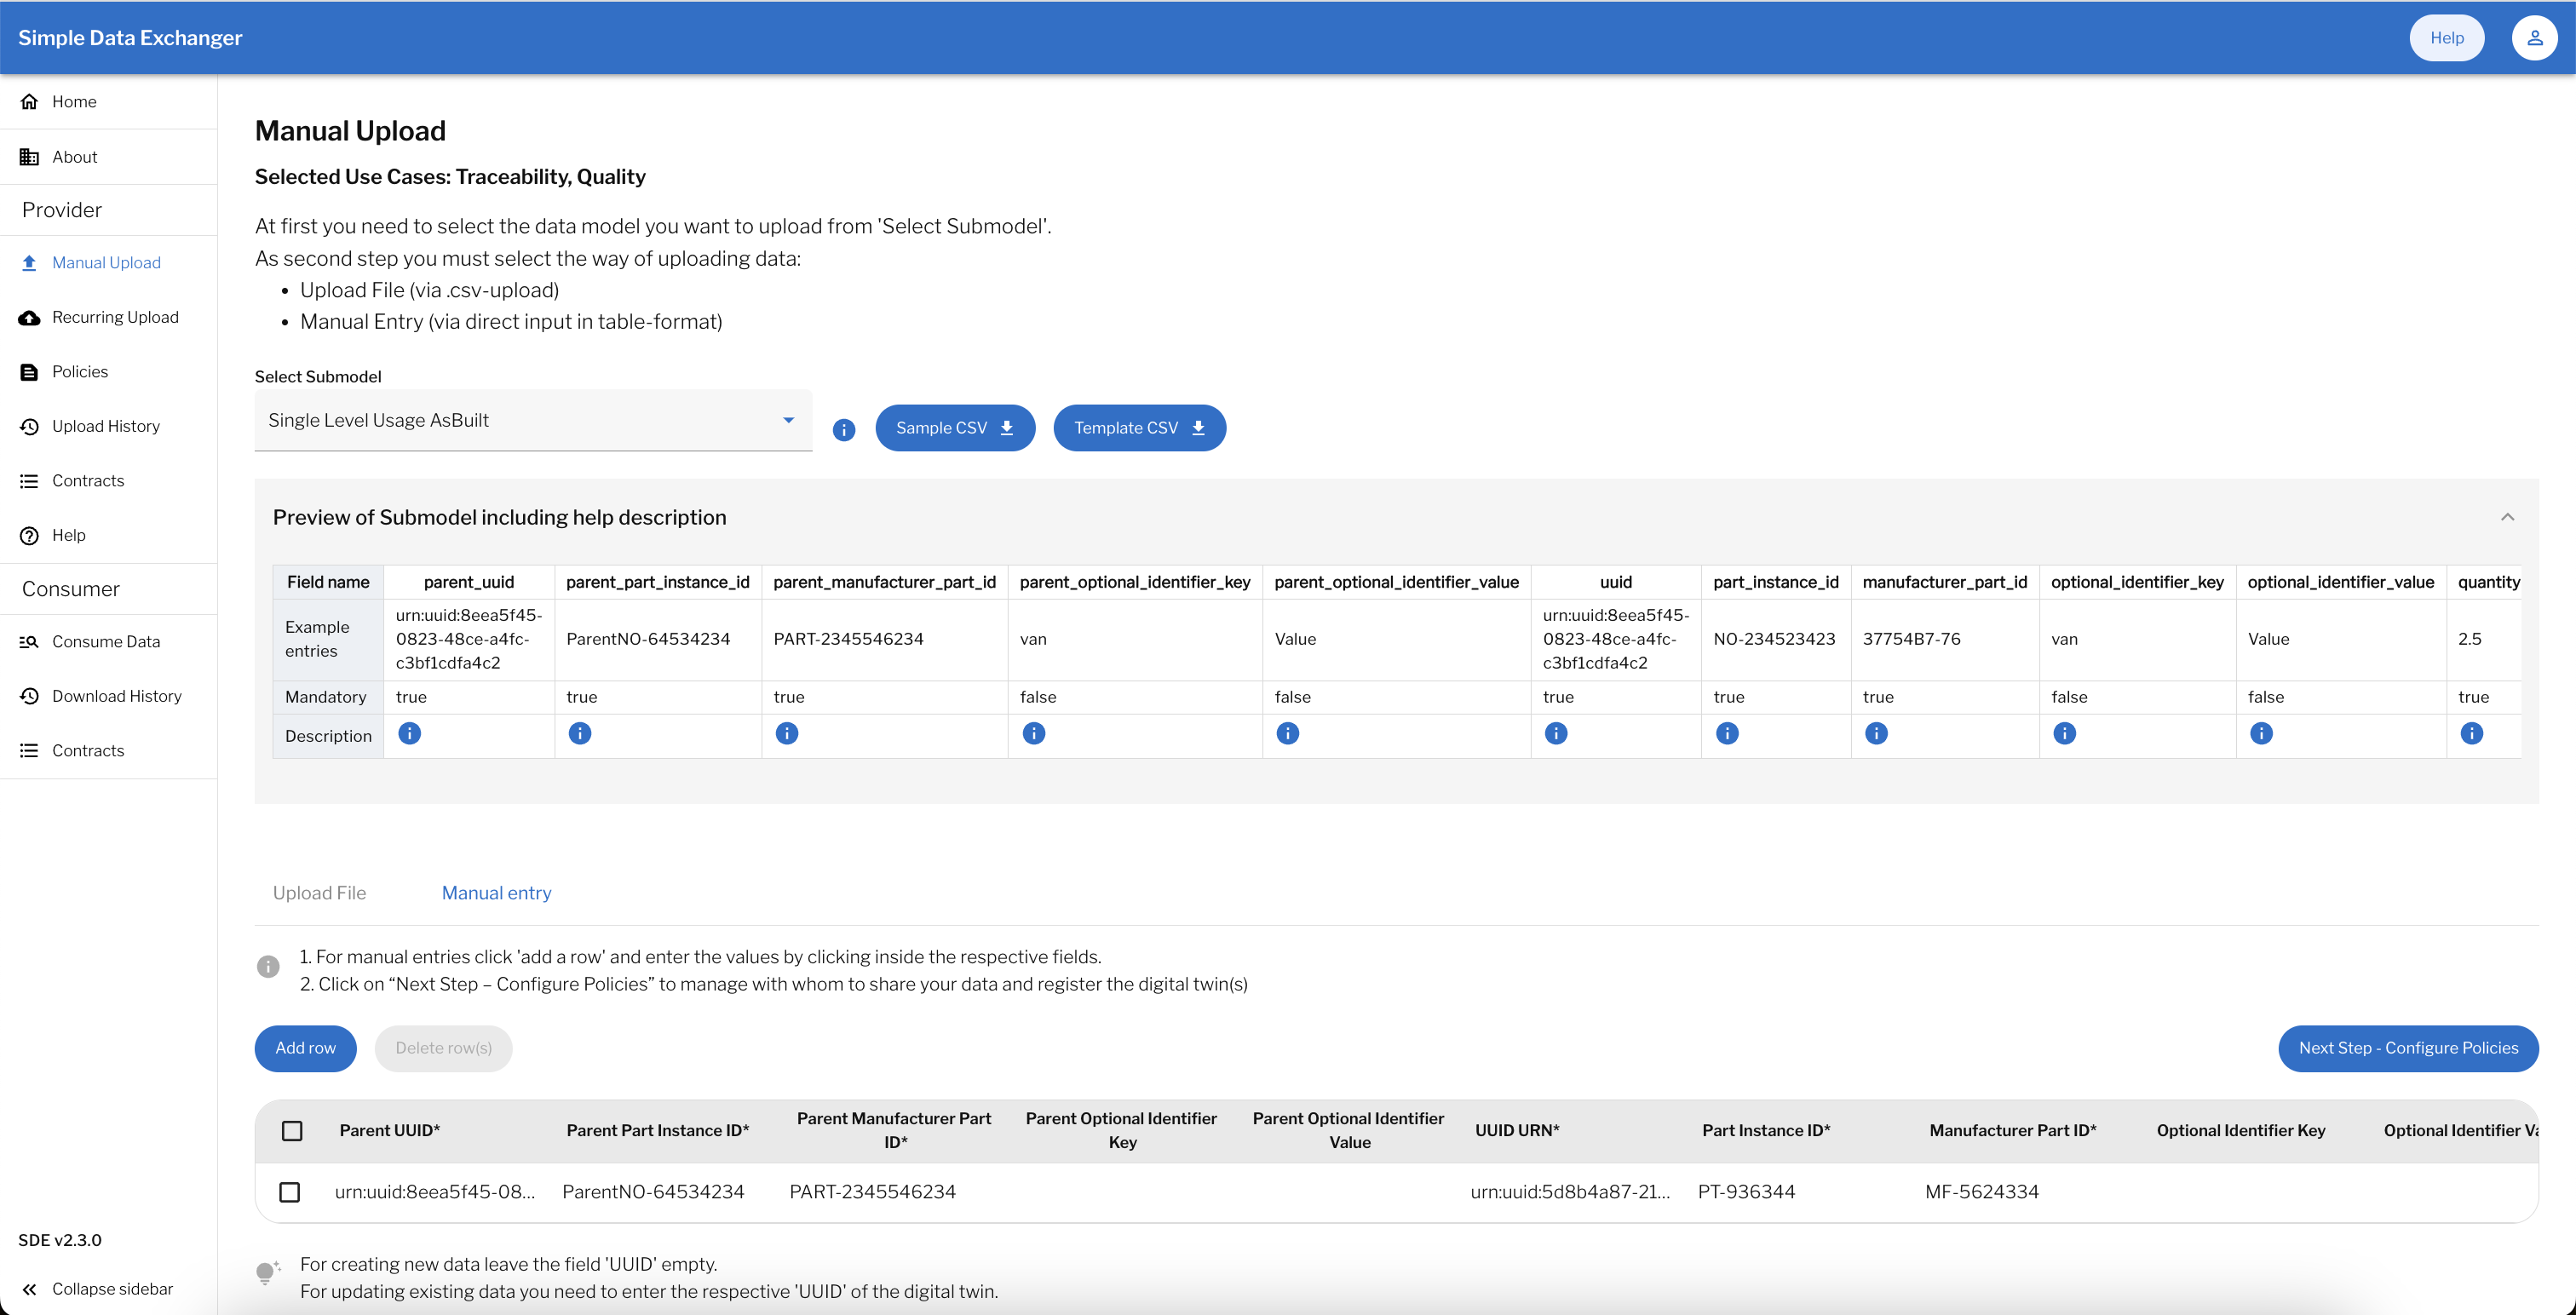 Simple Data Exchanger
Help
Home
About
Provider
Manual Upload
Recurring Upload
Policies
Upload History
Contracts
Help
Consumer
Consume Data
Download History
Contracts
SDE v2.3.0
Collapse sidebar
Manual Upload
Selected Use Cases: Traceability, Quality
At first you need to select the data model you want to upload from 'Select Submodel'.
As second step you must select the way of uploading data:
• Upload File (via .csv-upload)
• Manual Entry (via direct input in table-format)
Select Submodel
Single Level Usage AsBuilt
Sample CSV
Template CSV
Preview of Submodel including help description
Field name parent_uuid parent_part_instance_id parent_manufacturer_part_id parent_optional_identifier_key parent_optional_identifier_value uuid part_instance_id manufacturer_part_id optional_identifier_key optional_identifier_value quantity
Example entries urn:uuid:8eea5f45-0823-48ce-a4fc-c3bf1cdfa4c2 ParentNO-64534234 PART-2345546234 van Value urn:uuid:8eea5f45-0823-48ce-a4fc-c3bf1cdfa4c2 NO-234523423 37754B7-76 van Value 2.5
Mandatory true true true false false true true true false false true
Description
Upload File Manual entry
1. For manual entries click 'add a row' and enter the values by clicking inside the respective fields.
2. Click on “Next Step – Configure Policies” to manage with whom to share your data and register the digital twin(s)
Add row Delete row(s) Next Step - Configure Policies
Parent UUID* Parent Part Instance ID* Parent Manufacturer Part ID* Parent Optional Identifier Key Parent Optional Identifier Value UUID URN* Part Instance ID* Manufacturer Part ID* Optional Identifier Key Optional Identifier
urn:uuid:8eea5f45-08... ParentNO-64534234 PART-2345546234 urn:uuid:5d8b4a87-21... PT-936344 MF-5624334
For creating new data leave the field 'UUID' empty.
For updating existing data you need to enter the respective 'UUID' of the digital twin.